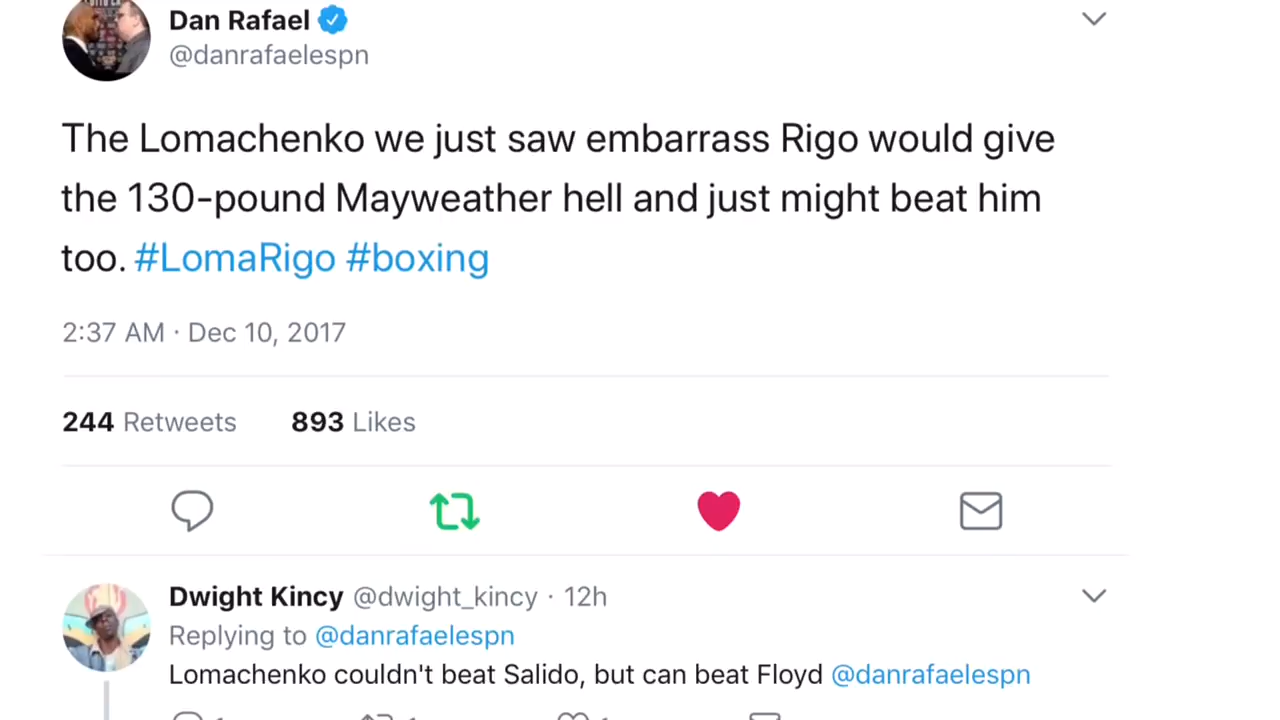 Dan Rafael
@danrafaelespn
The Lomachenko we just saw embarrass Rigo would give
the 130-pound Mayweather hell and just might beat him
too. #LomaRigo #boxing
2:37 AM · Dec 10, 2017
244 Retweets 893 Likes
Dwight Kincy @dwight_kincy · 12h
Replying to @danrafaelespn
Lomachenko couldn't beat Salido, but can beat Floyd @danrafaelespn